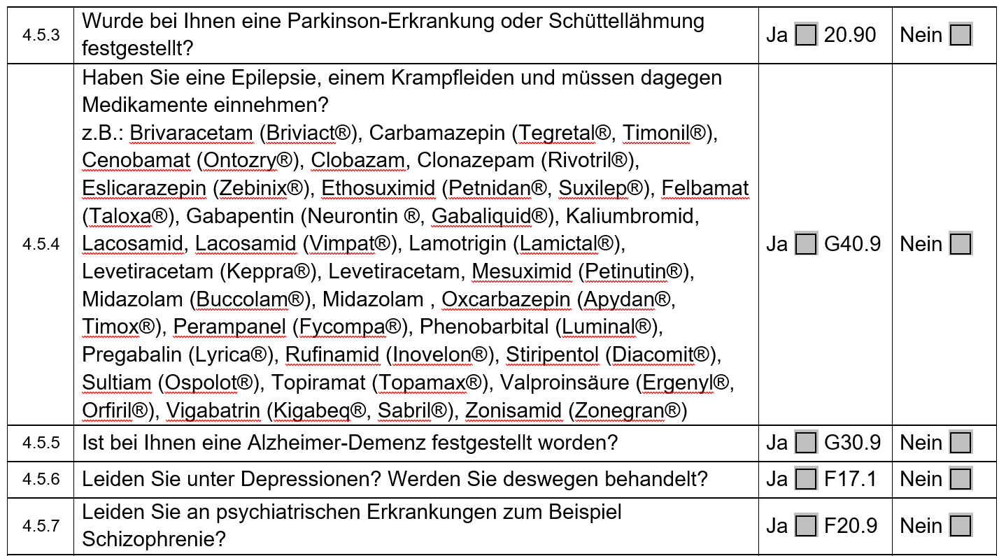 4.5.3 Wurde bei Ihnen eine Parkinson-Erkrankung oder Schüttellähmung Ja 20.90 Nein
festgestellt?
Haben Sie eine Epilepsie, einem Krampfleiden und müssen dagegen
Medikamente einnehmen?
z.B.: Brivaracetam (Briviact®), Carbamazepin (Tegretal®, Timonil®),
Cenobamat (Ontozry®), Clobazam, Clonazepam (Rivotril®),
Eslicarazepin (Zebinix®), Ethosuximid (Petnidan®, Suxilep®), Felbamat
(Taloxa®), Gabapentin (Neurontin ®, Gabaliquid®), Kaliumbromid,
4.5.4 Lacosamid, Lacosamid (Vimpat®), Lamotrigin (Lamictal®), Ja G40.9 Nein
Levetiracetam (Keppra®), Levetiracetam, Mesuximid (Petinutin®),
Midazolam (Buccolam®), Midazolam , Oxcarbazepin (Apydan®,
Timox®), Perampanel (Fycompa®), Phenobarbital (Luminal®),
Pregabalin (Lyrica®), Rufinamid (Inovelon®), Stiripentol (Diacomit®),
Sultiam (Ospolot®), Topiramat (Topamax®), Valproinsäure (Ergenyl®,
Orfiril®), Vigabatrin (Kigabeq®, Sabril®), Zonisamid (Zonegran®)
4.5.5 Ist bei Ihnen eine Alzheimer-Demenz festgestellt worden? Ja G30.9 Nein
4.5.6 Leiden Sie unter Depressionen? Werden Sie deswegen behandelt? Ja F17.1 Nein
4.5.7 Leiden Sie an psychiatrischen Erkrankungen zum Beispiel Ja F20.9 Nein
Schizophrenie?